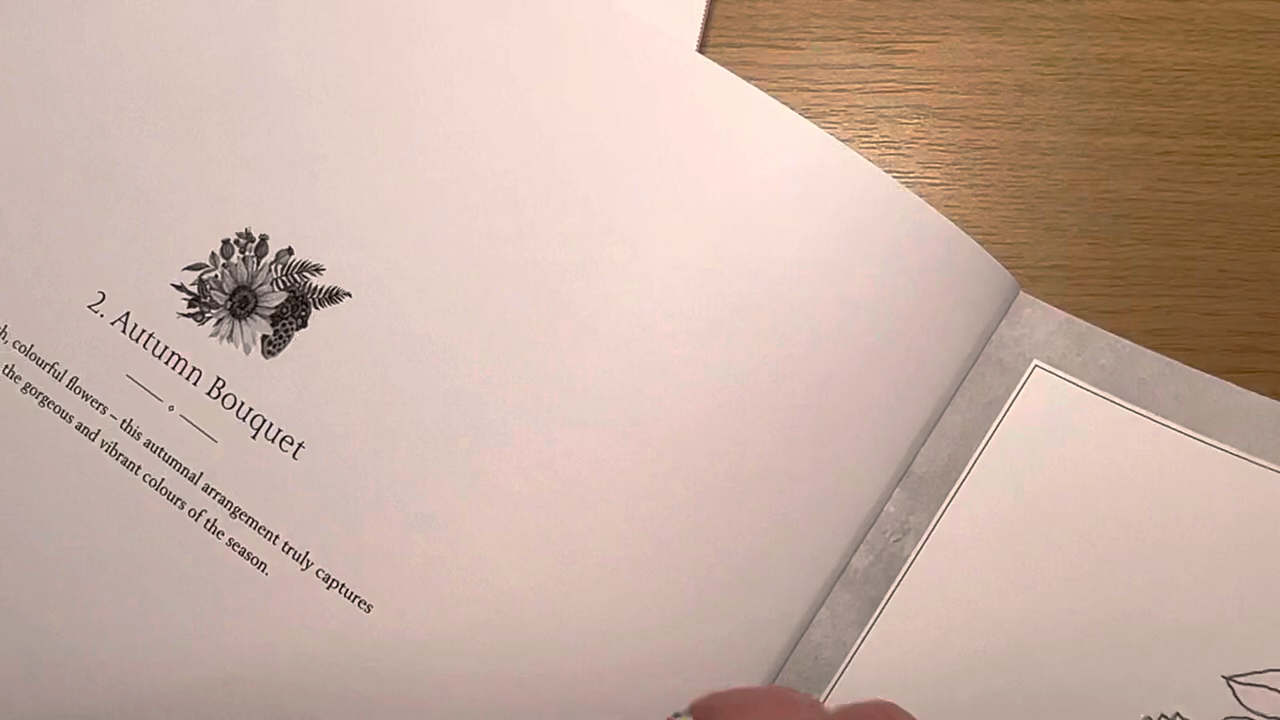 2. Autumn Bouquet
colourful flowers – this autumnal arrangement truly captures
the gorgeous and vibrant colours of the season.